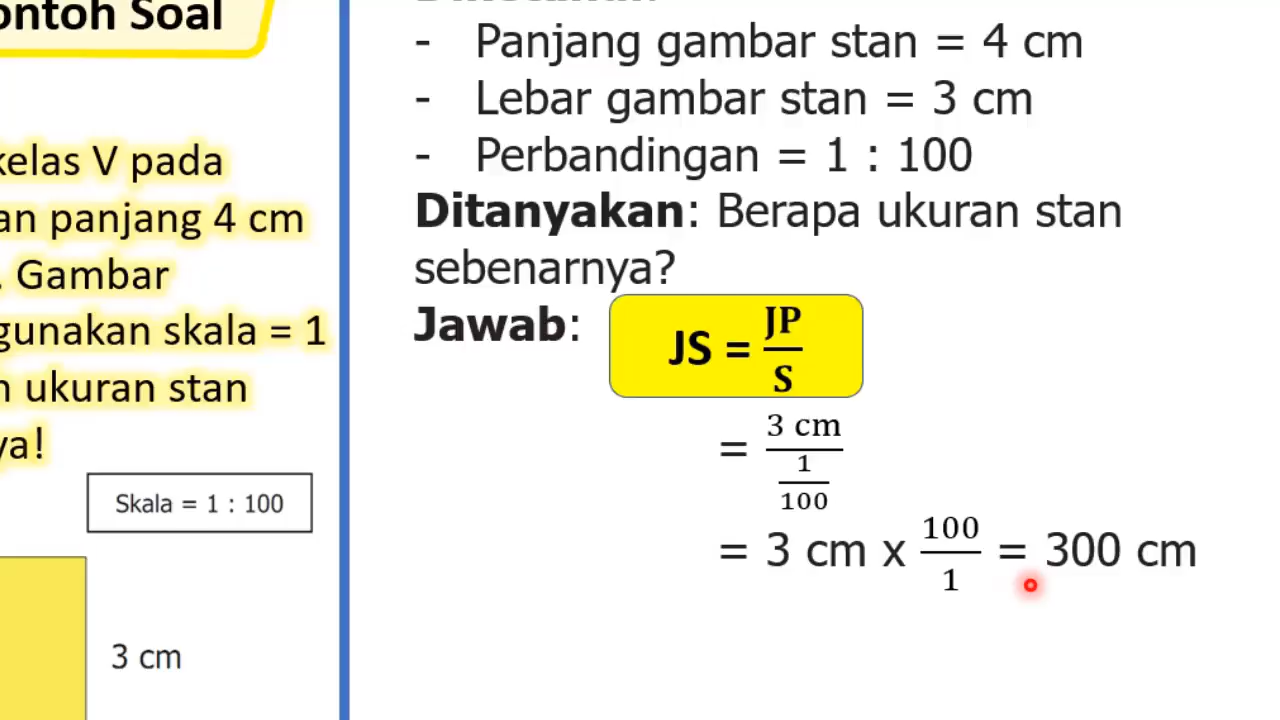 ontoh Soal
kelas V pada
an panjang 4 cm
. Gambar
gunakan skala = 1
ukuran stan
ya!
Skala = 1 : 100
3 cm
- Panjang gambar stan = 4 cm
- Lebar gambar stan = 3 cm
- Perbandingan = 1 : 100
Ditanyakan: Berapa ukuran stan
sebenarnya?
Jawab:
JS = JP/S
= 3 cm/(1/100)
= 3 cm x 100/1 = 300 cm